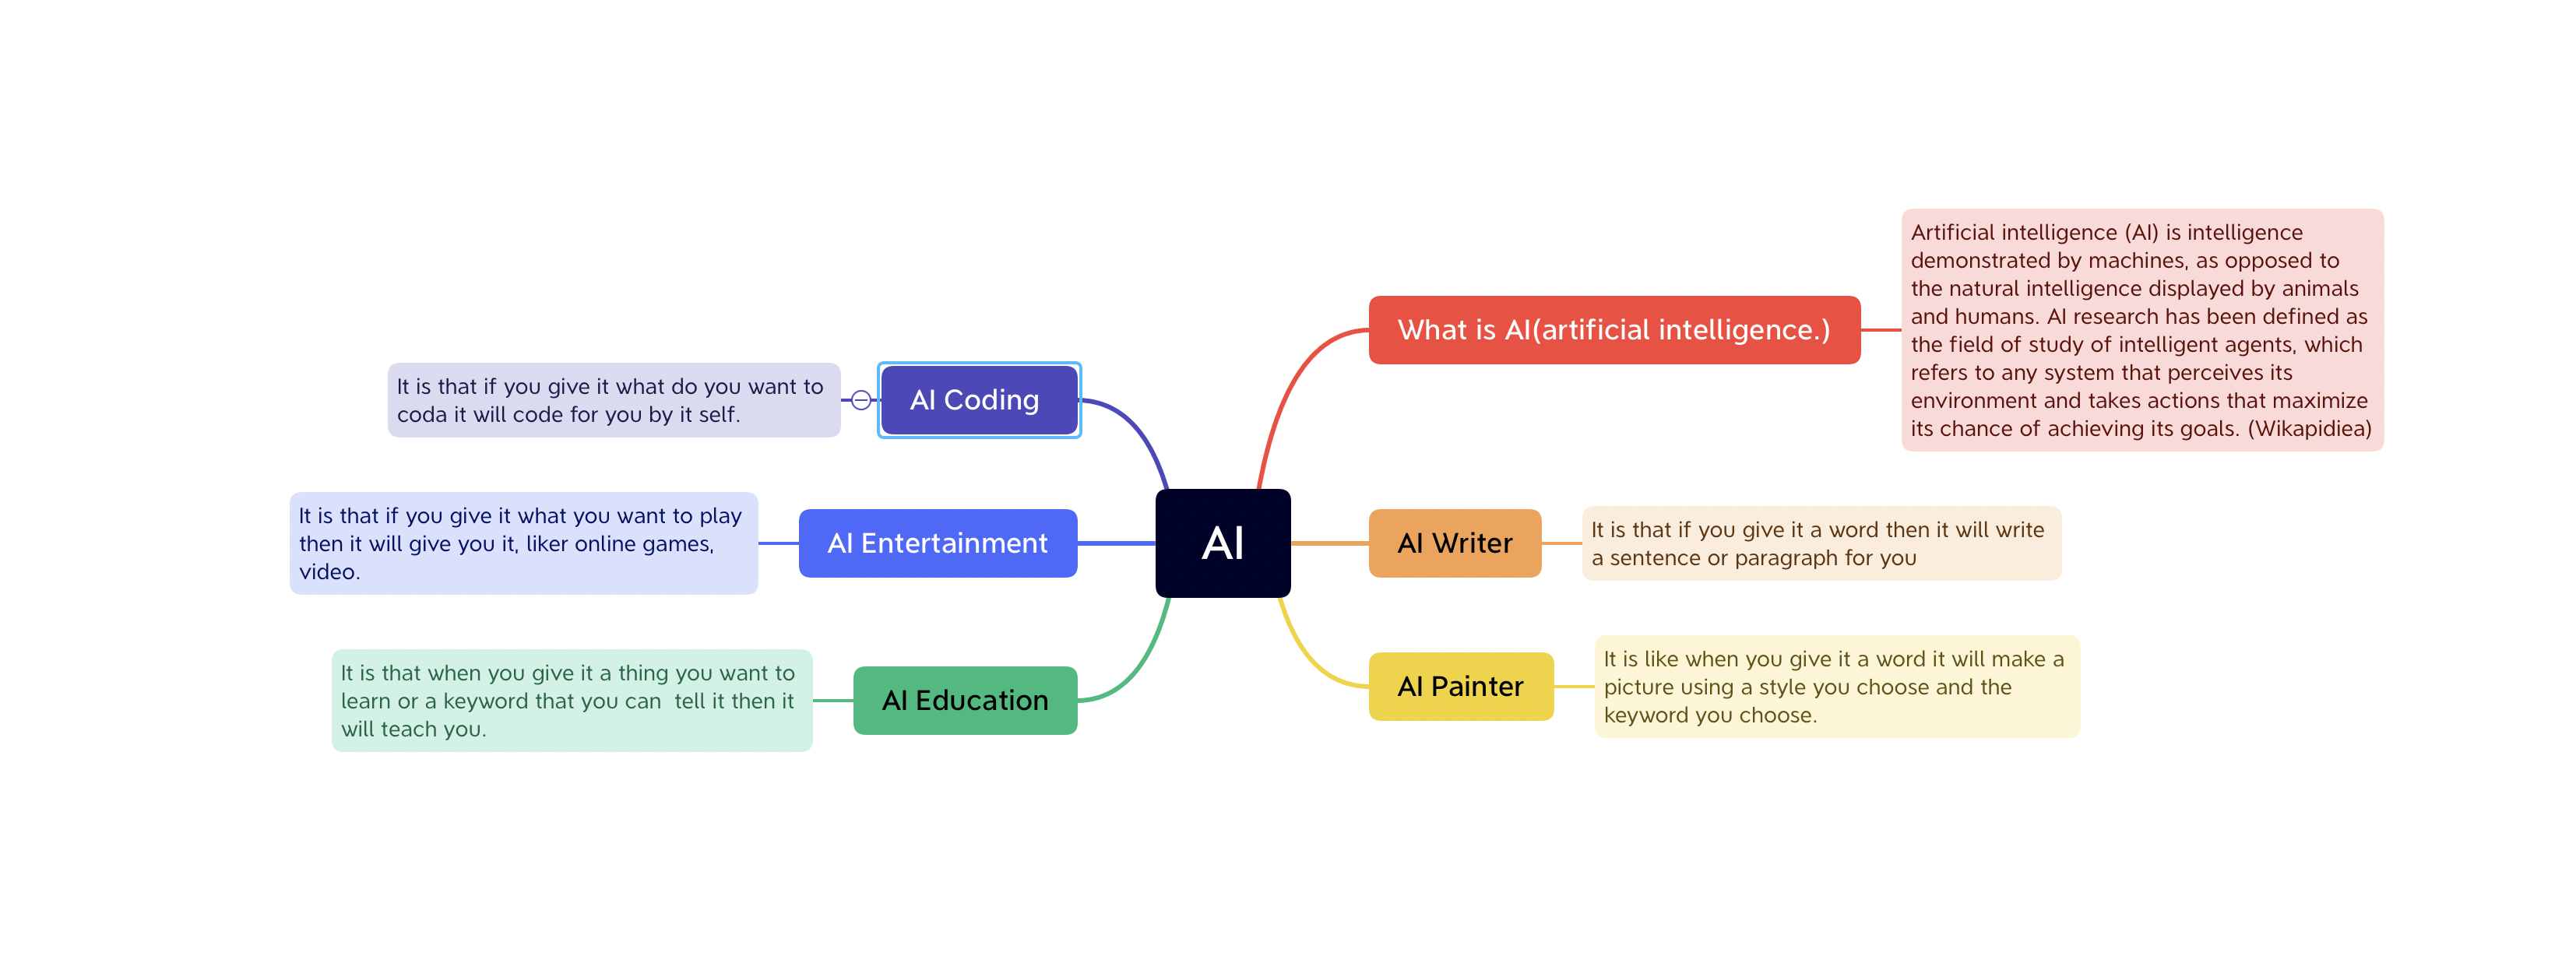 AI
What is AI(artificial intelligence.)
Artificial intelligence (AI) is intelligence
demonstrated by machines, as opposed to
the natural intelligence displayed by animals
and humans. AI research has been defined as
the field of study of intelligent agents, which
refers to any system that perceives its
environment and takes actions that maximize
its chance of achieving its goals. (Wikapidiea)
AI Writer
It is that if you give it a word then it will write
a sentence or paragraph for you
AI Painter
It is like when you give it a word it will make a
picture using a style you choose and the
keyword you choose.
AI Coding
It is that if you give it what do you want to
coda it will code for you by it self.
AI Entertainment
It is that if you give it what you want to play
then it will give you it, liker online games,
video.
AI Education
It is that when you give it a thing you want to
learn or a keyword that you can  tell it then it
will teach you.